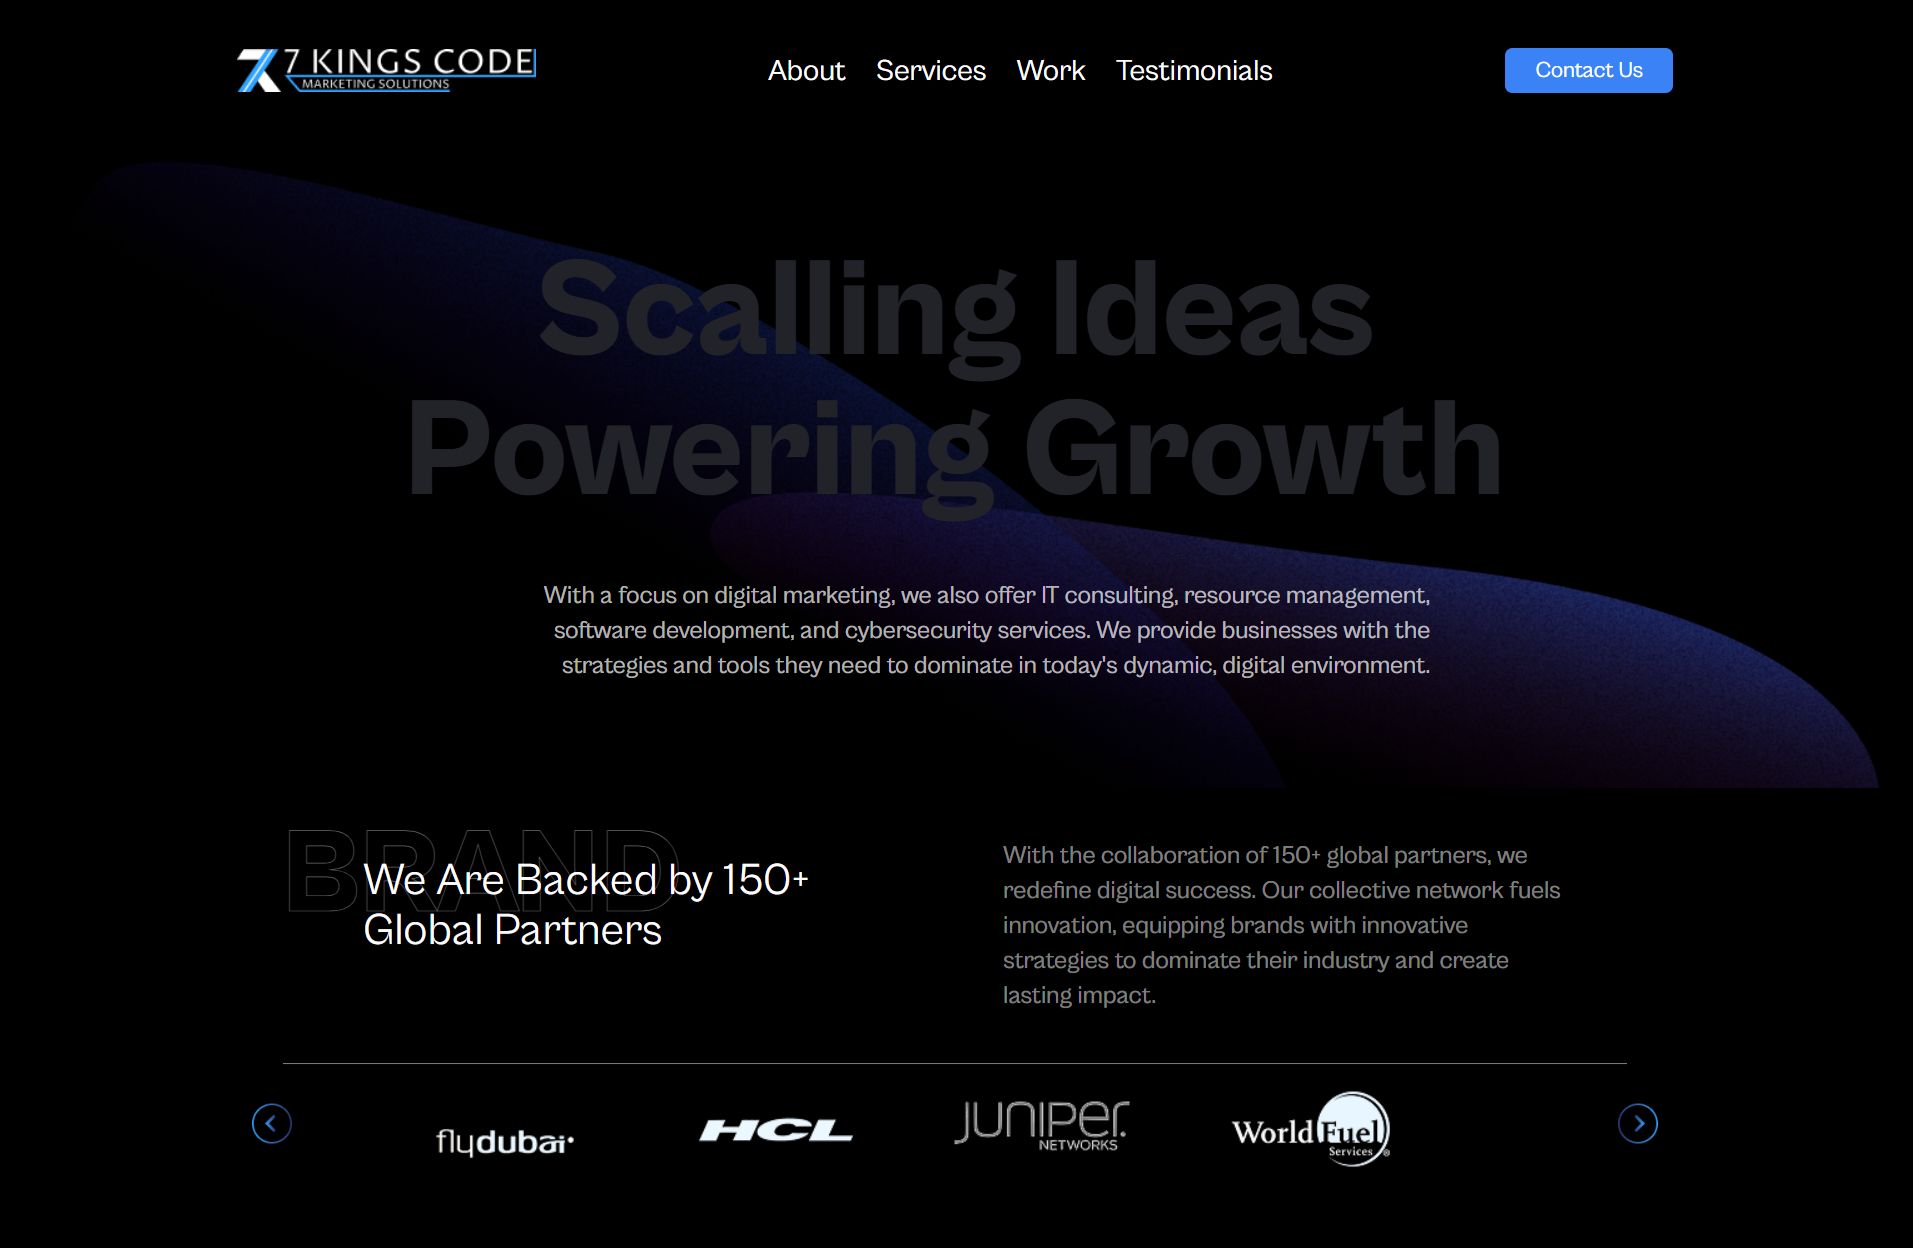 7 KINGS CODE
MARKETING SOLUTIONS
About Services Work Testimonials
Contact Us
Scalling Ideas
Powering Growth
With a focus on digital marketing, we also offer IT consulting, resource management,
software development, and cybersecurity services. We provide businesses with the
strategies and tools they need to dominate in today's dynamic, digital environment.
BRAND
We Are Backed by 150+
Global Partners
With the collaboration of 150+ global partners, we
redefine digital success. Our collective network fuels
innovation, equipping brands with innovative
strategies to dominate their industry and create
lasting impact.
flydubai
HCL
JUNIPEr
NETWORKS
World Fuel
Services ®